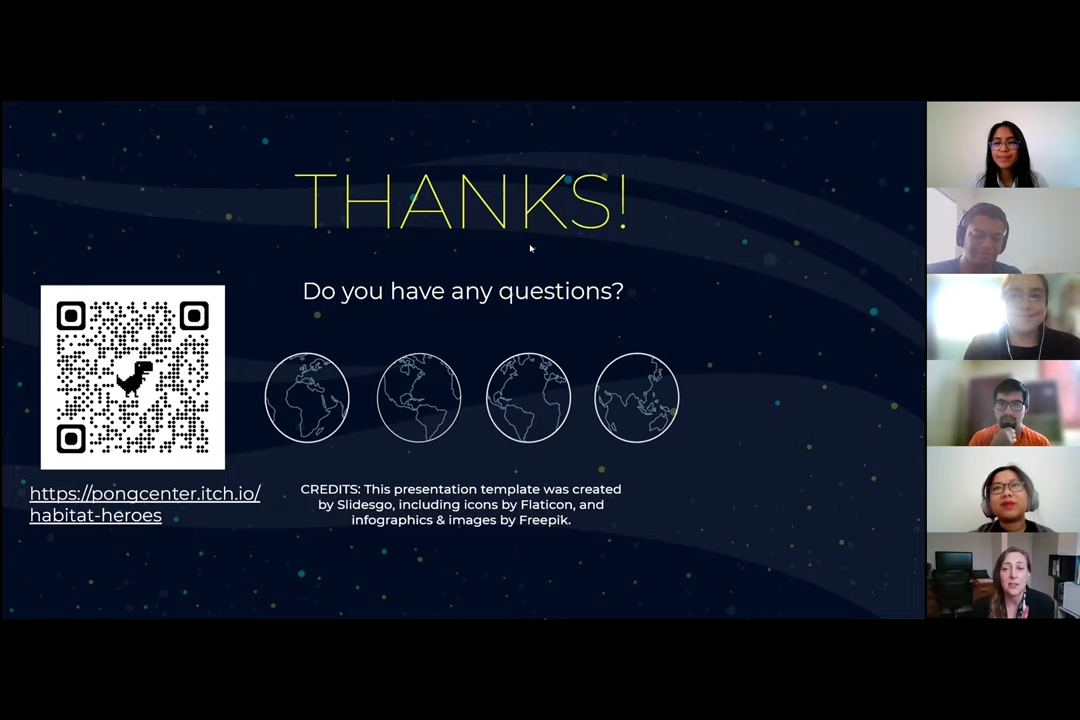 THANKS!
Do you have any questions?
https://pongcenter.itch.io/
habitat-heroes
CREDITS: This presentation template was created
by Slidesgo, including icons by Flaticon, and
infographics & images by Freepik.